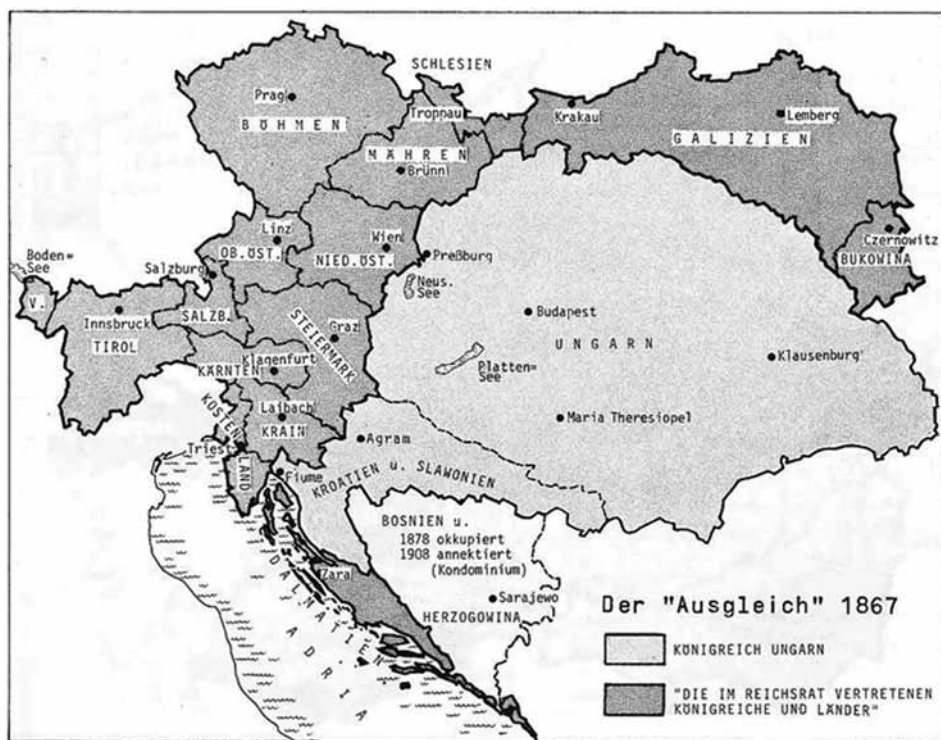 SCHLESIEN
Prag
BÖHMEN
Troppau
Krakau
Lemberg
GALIZIEN
MÄHREN
Brünn
Linz
OB.ÖST.
Wien
NIED.ÖST.
Preßburg
Czernowitz
BUKOWINA
Boden=
See
Salzburg
Neus.
See
V.
Innsbruck
TIROL
SALZB.
STEIERMARK
Graz
Budapest
UNGARN
Klausenburg
Platten=
See
KÄRNTEN
Klagenfurt
Maria Theresiopel
Laibach
KRAIN
KÜSTEN
LAND
Triest
Agram
Fiume
KROATIEN u. SLAWONIEN
BOSNIEN u.
1878 okkupiert
1908 annektiert
(Kondominium)
Zara
Sarajewo
HERZOGOWINA
DALMATIEN
ADRIA
Der "Ausgleich" 1867
KÖNIGREICH UNGARN
"DIE IM REICHSRAT VERTRETENEN
KÖNIGREICHE UND LÄNDER"